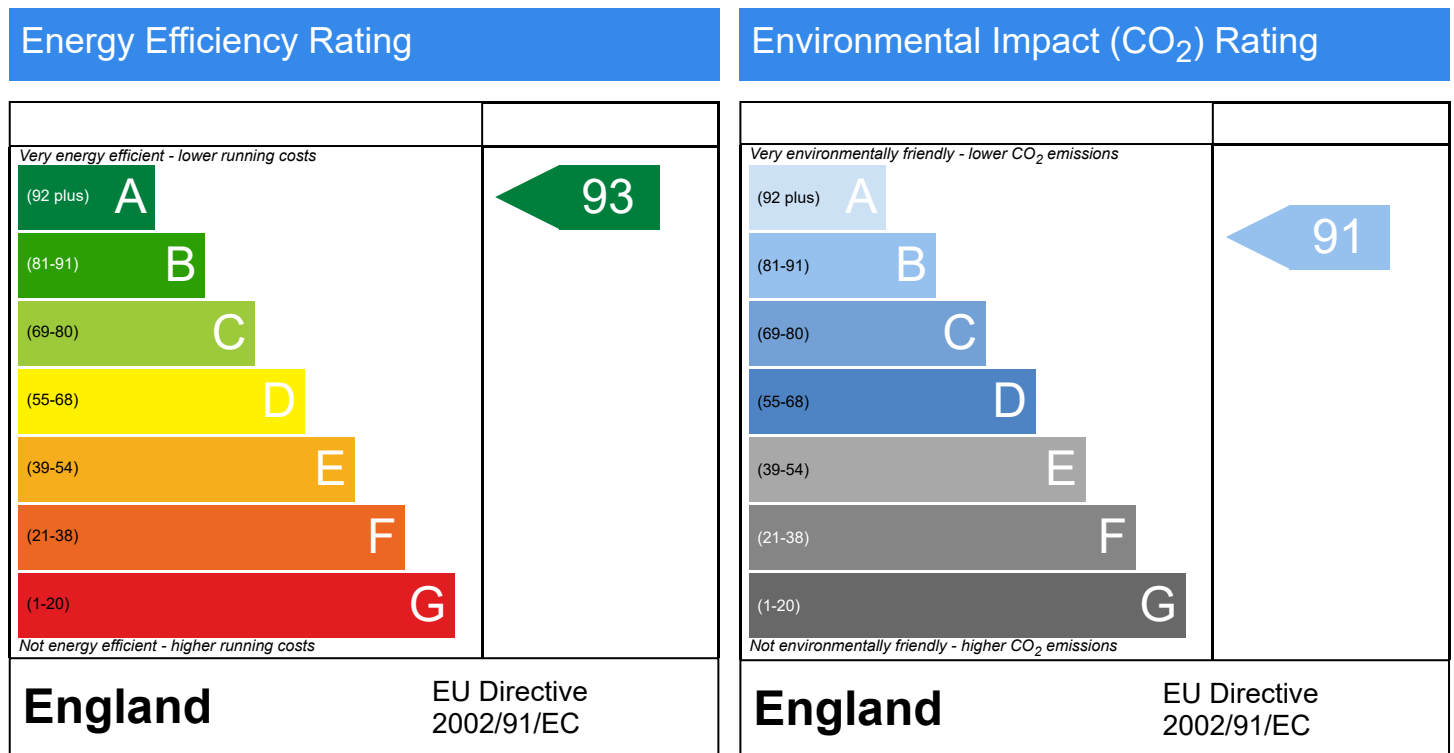 Energy Efficiency Rating
Very energy efficient - lower running costs
(92 plus) A
93
(81-91) B
(69-80) C
(55-68) D
(39-54) E
(21-38) F
(1-20) G
Not energy efficient - higher running costs
England
EU Directive
2002/91/EC
Environmental Impact (CO₂) Rating
Very environmentally friendly - lower CO₂ emissions
(92 plus) A
(81-91) B
91
(69-80) C
(55-68) D
(39-54) E
(21-38) F
(1-20) G
Not environmentally friendly - higher CO₂ emissions
England
EU Directive
2002/91/EC